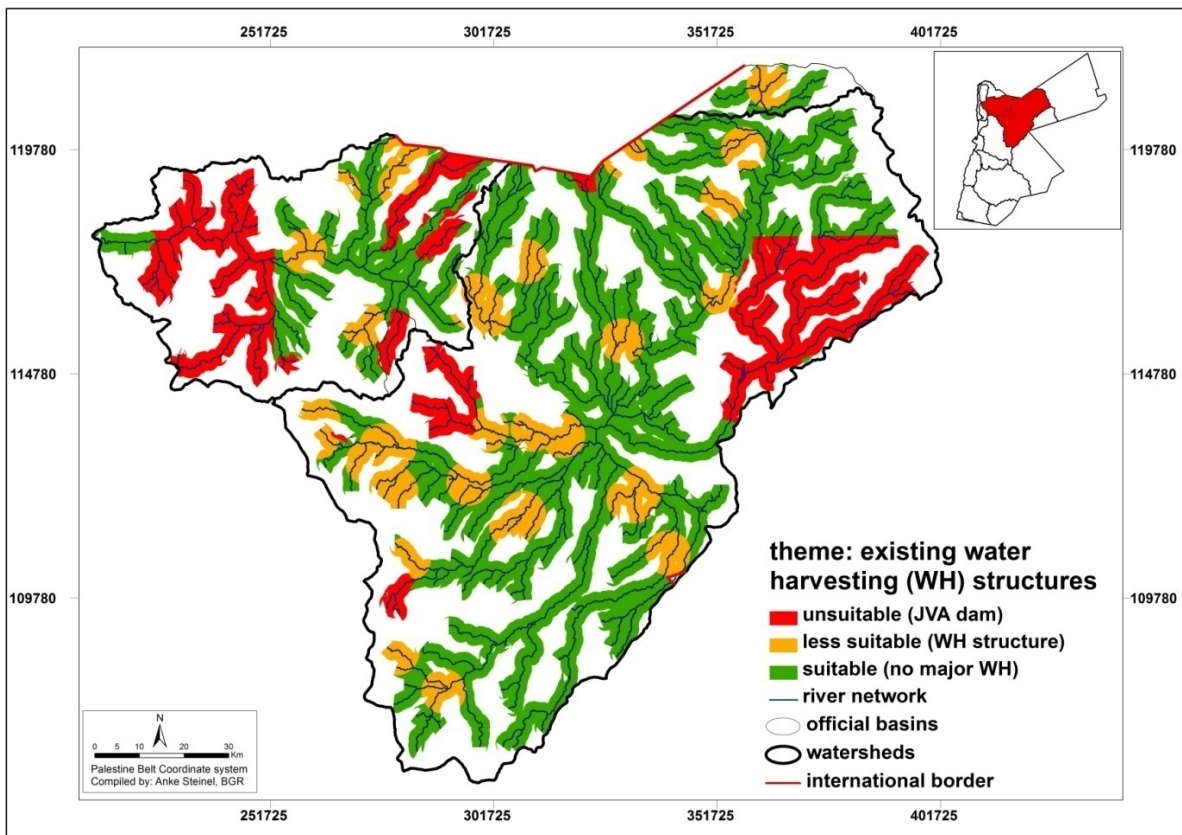 251725 301725 351725 401725
119780 119780
114780 114780
109780 109780
theme: existing water
harvesting (WH) structures
unsuitable (JVA dam)
less suitable (WH structure)
suitable (no major WH)
river network
official basins
watersheds
international border
N
0 5 10 20 30
Km
Palestine Belt Coordinate system
Compiled by: Anke Steinel, BGR
251725 301725 351725 401725